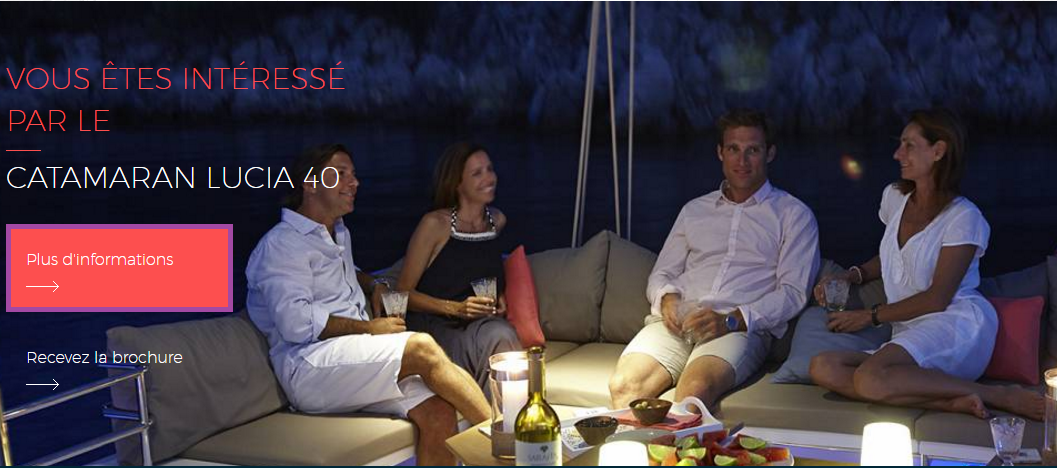 VOUS ÊTES INTÉRESSÉ
PAR LE
CATAMARAN LUCIA 40
Plus d'informations
Recevez la brochure